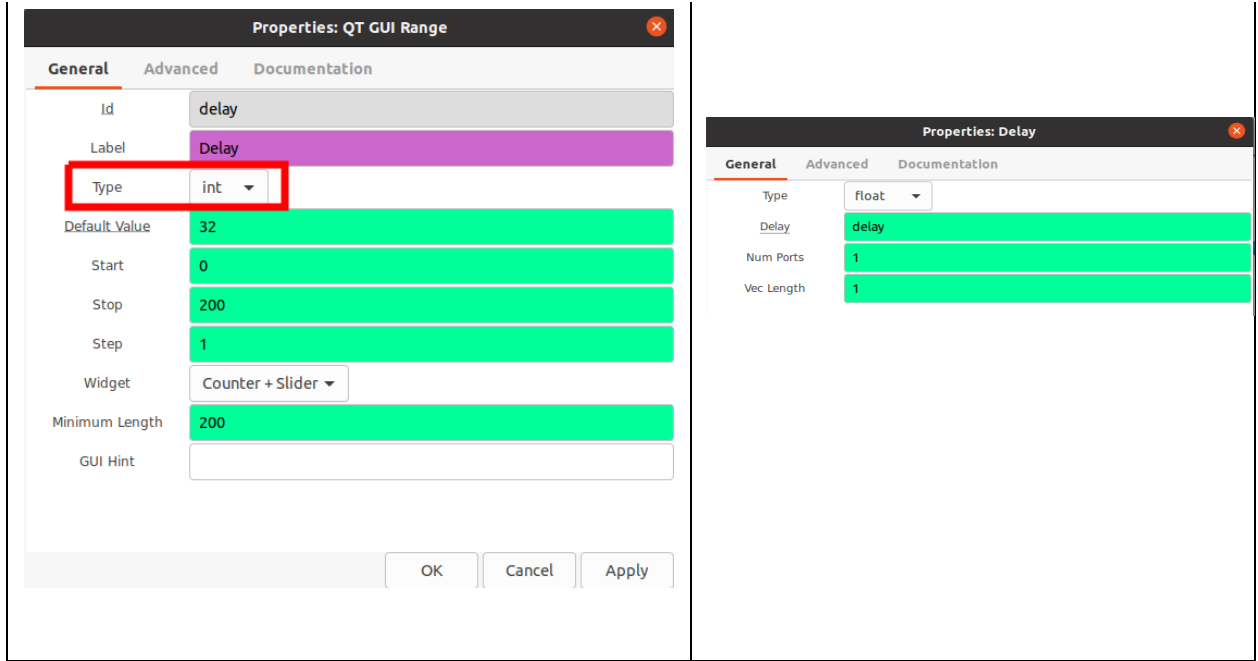 Properties: QT GUI Range
General Advanced Documentation
Id delay
Label Delay
Type int
Default Value 32
Start 0
Stop 200
Step 1
Widget Counter + Slider
Minimum Length 200
GUI Hint
OK Cancel Apply
Properties: Delay
General Advanced Documentation
Type float
Delay delay
Num Ports 1
Vec Length 1